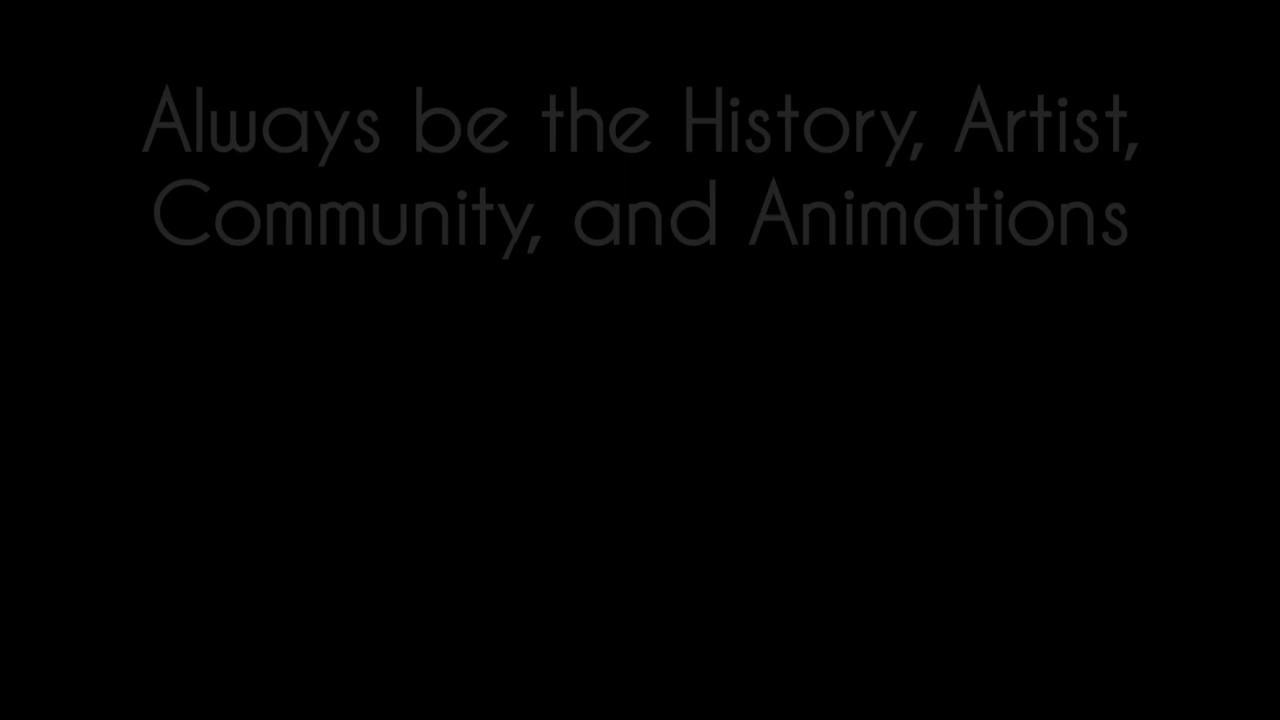 Always be the History, Artist,
Community, and Animations